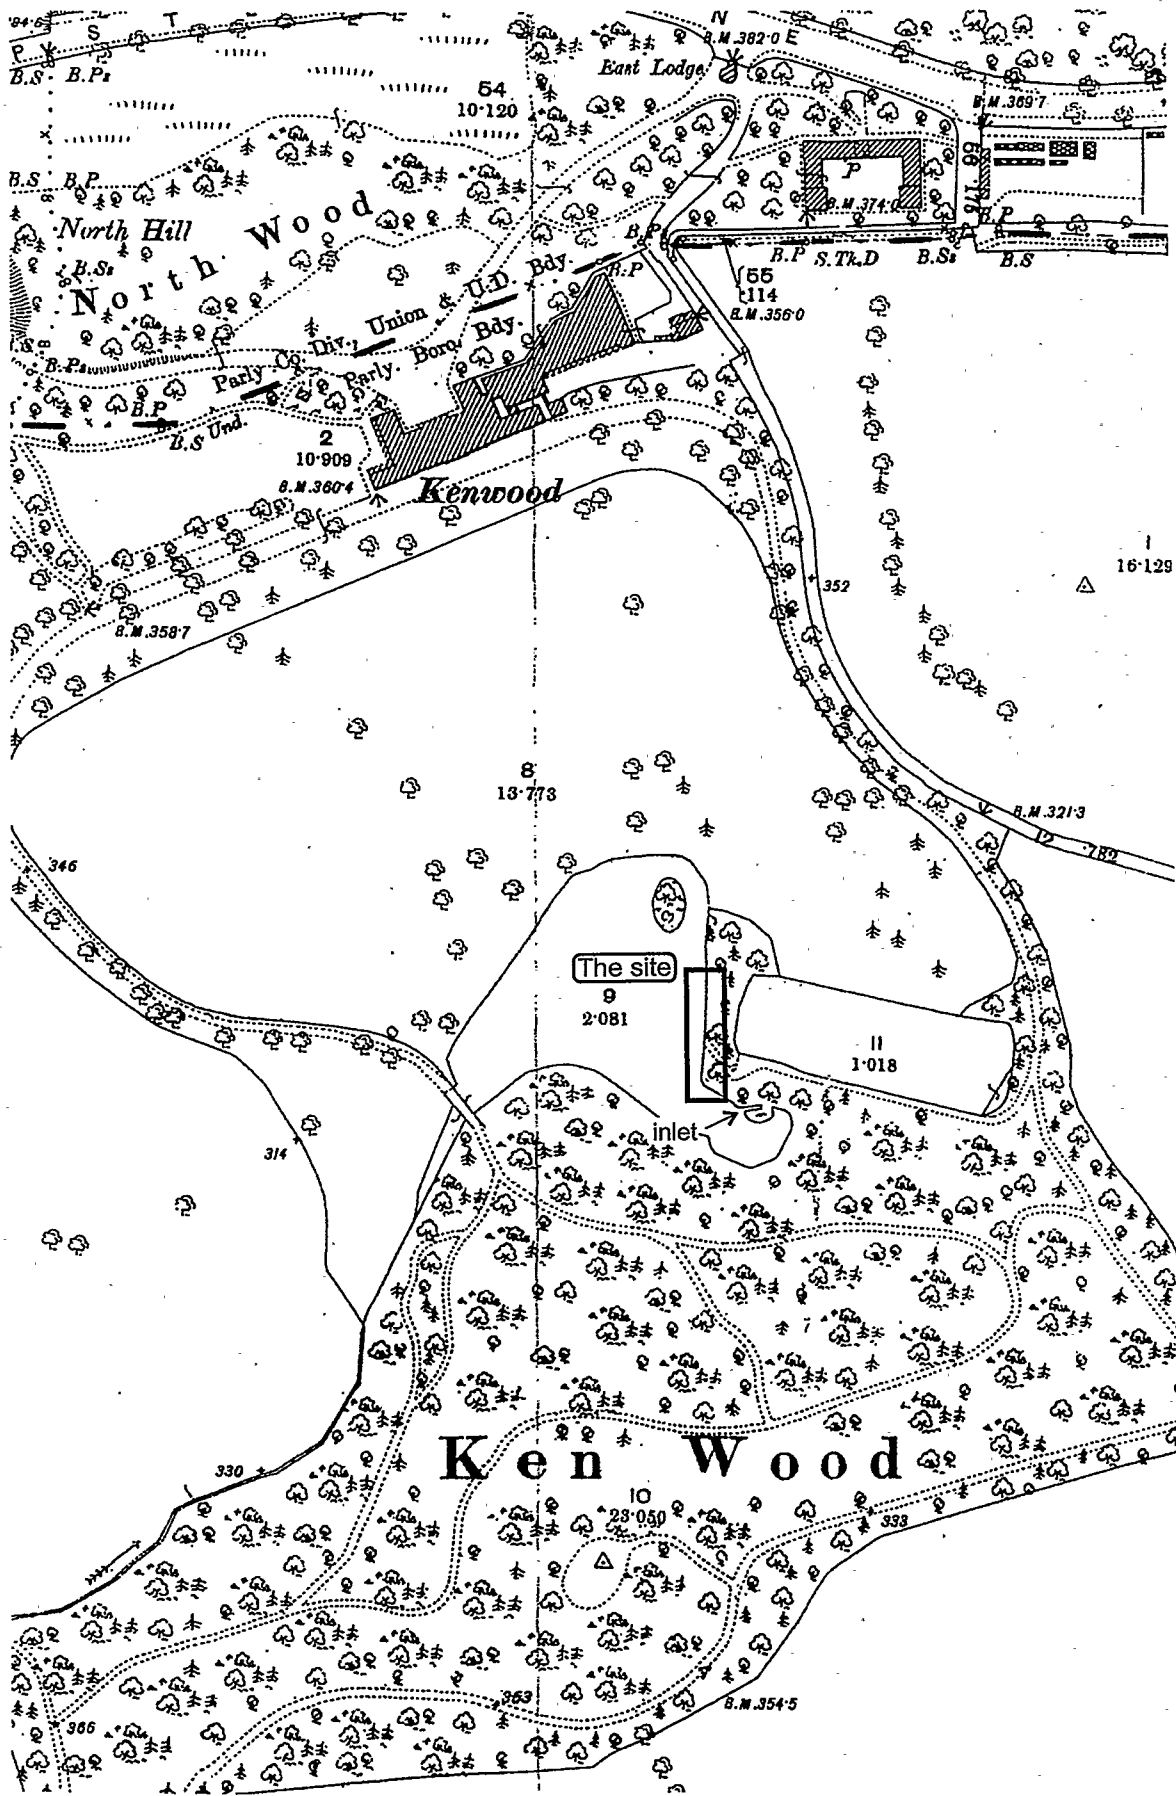 S T
N E
P
B.S B.Ps
54
10·120
B.M.382·0
East Lodge
B.M.369·7
P
B.M.374·0
B.S B.P
North Hill
B.Ss
North Wood
B.P
B.P
B.P
B.P S.Tk.D B.Ss B.S
55
·114
B.M.356·0
Parly. Co. Div. Union & U.D. Bdy.
Parly. Boro. Bdy.
S.
B.Ps
B.P
B.S Und.
2
10·909
B.M.360·4
Kenwood
1
16·129
352
B.M.358·7
8
13·773
B.M.321·3
12 ·782
346
The site
9
2·081
11
1·018
inlet
314
Ken Wood
330
10
23·050
333
363
B.M.354·5
366